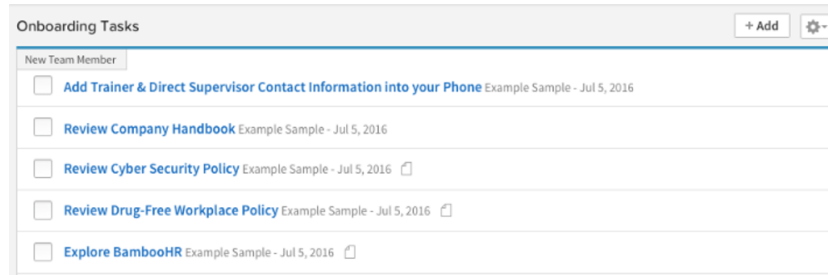 Onboarding Tasks
+ Add
New Team Member
Add Trainer & Direct Supervisor Contact Information into your Phone Example Sample - Jul 5, 2016
Review Company Handbook Example Sample - Jul 5, 2016
Review Cyber Security Policy Example Sample - Jul 5, 2016
Review Drug-Free Workplace Policy Example Sample - Jul 5, 2016
Explore BambooHR Example Sample - Jul 5, 2016